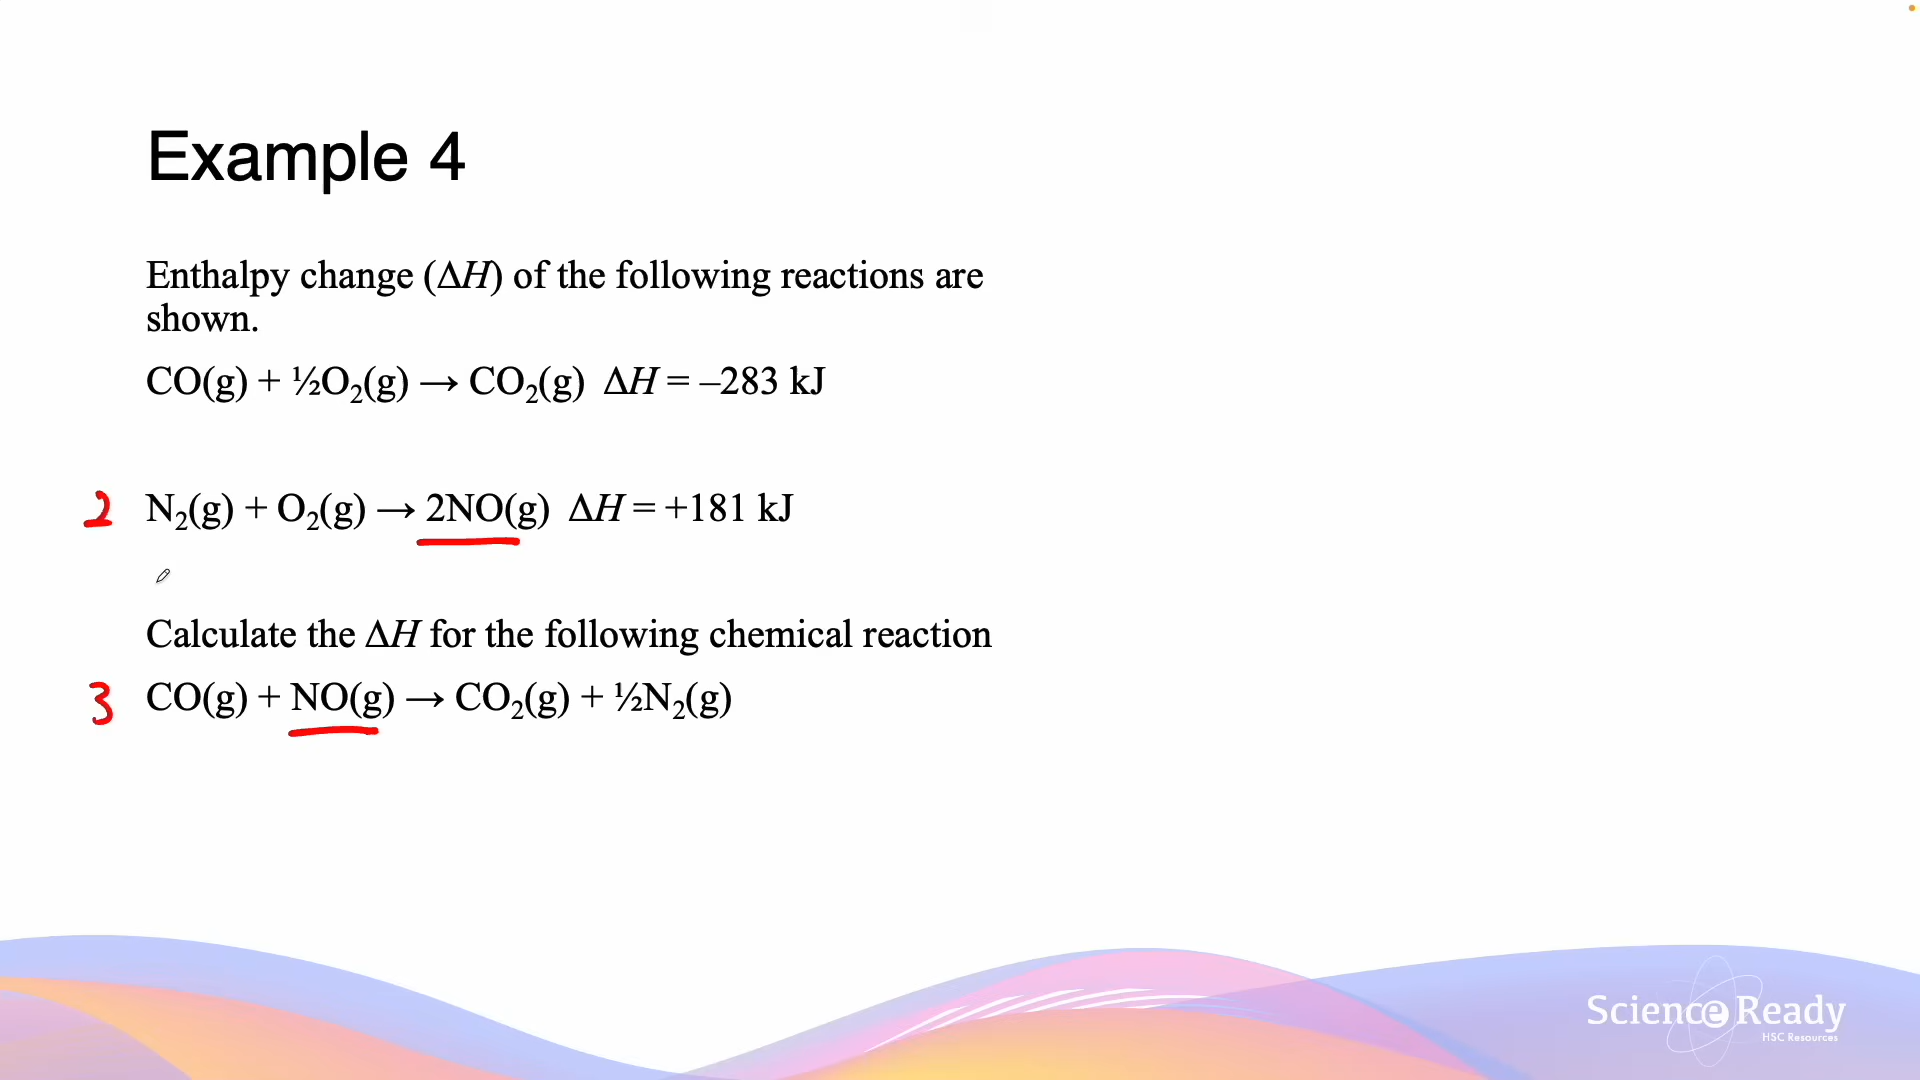 Example 4
Enthalpy change (ΔH) of the following reactions are
shown.
CO(g) + ½O₂(g) → CO₂(g) ΔH = –283 kJ
2 N₂(g) + O₂(g) → 2NO(g) ΔH = +181 kJ
Calculate the ΔH for the following chemical reaction
3 CO(g) + NO(g) → CO₂(g) + ½N₂(g)
Science Ready
HSC Resources